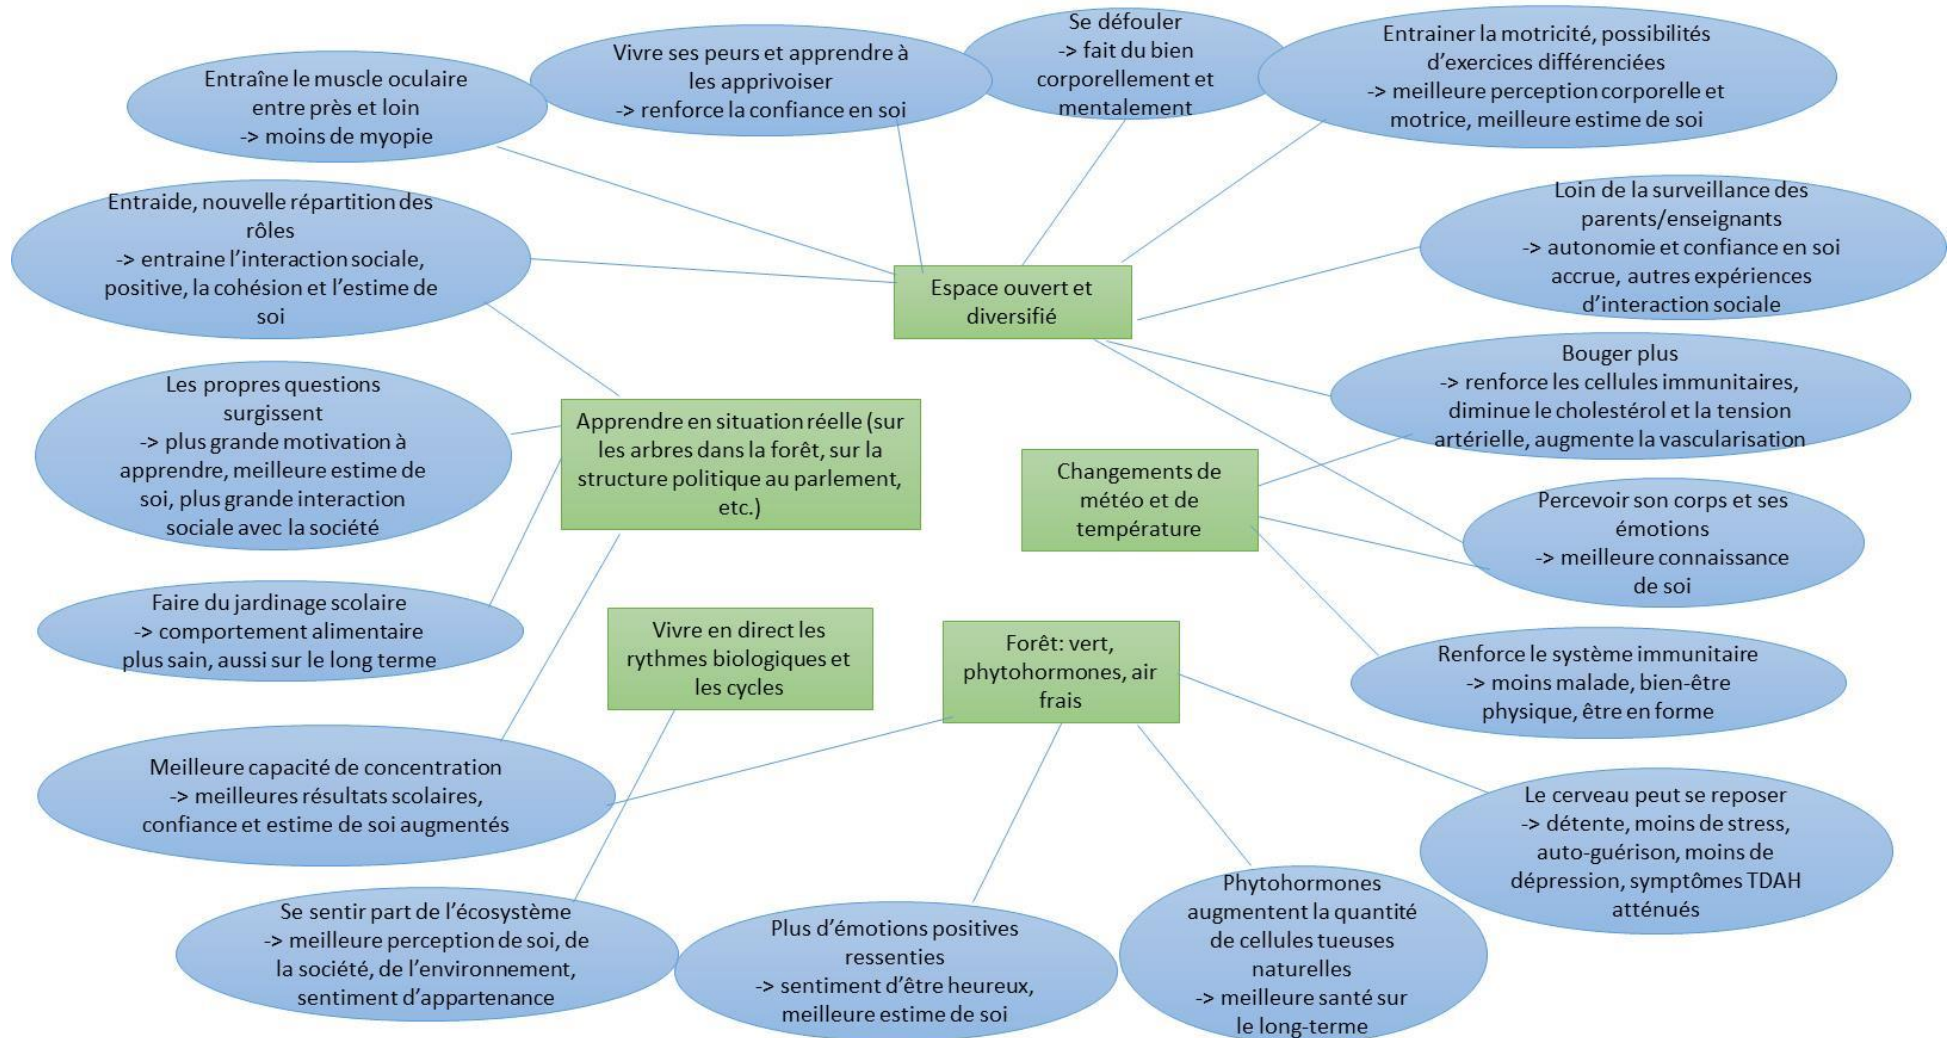 Se défouler
-> fait du bien
corporellement et
mentalement
Entrainer la motricité, possibilités
d’exercices différenciées
-> meilleure perception corporelle et
motrice, meilleure estime de soi
Vivre ses peurs et apprendre à
les apprivoiser
-> renforce la confiance en soi
Entraîne le muscle oculaire
entre près et loin
-> moins de myopie
Entraide, nouvelle répartition des
rôles
-> entraine l’interaction sociale,
positive, la cohésion et l’estime de
soi
Loin de la surveillance des
parents/enseignants
-> autonomie et confiance en soi
accrue, autres expériences
d’interaction sociale
Espace ouvert et
diversifié
Bouger plus
-> renforce les cellules immunitaires,
diminue le cholestérol et la tension
artérielle, augmente la vascularisation
Les propres questions
surgissent
-> plus grande motivation à
apprendre, meilleure estime de
soi, plus grande interaction
sociale avec la société
Apprendre en situation réelle (sur
les arbres dans la forêt, sur la
structure politique au parlement,
etc.)
Changements de
météo et de
température
Percevoir son corps et ses
émotions
-> meilleure connaissance
de soi
Faire du jardinage scolaire
-> comportement alimentaire
plus sain, aussi sur le long terme
Vivre en direct les
rythmes biologiques et
les cycles
Forêt: vert,
phytohormones, air
frais
Renforce le système immunitaire
-> moins malade, bien-être
physique, être en forme
Meilleure capacité de concentration
-> meilleures résultats scolaires,
confiance et estime de soi augmentés
Le cerveau peut se reposer
-> détente, moins de stress,
auto-guérison, moins de
dépression, symptômes TDAH
atténués
Se sentir part de l’écosystème
-> meilleure perception de soi, de
la société, de l’environnement,
sentiment d’appartenance
Plus d’émotions positives
ressenties
-> sentiment d’être heureux,
meilleure estime de soi
Phytohormones
augmentent la quantité
de cellules tueuses
naturelles
-> meilleure santé sur
le long-terme